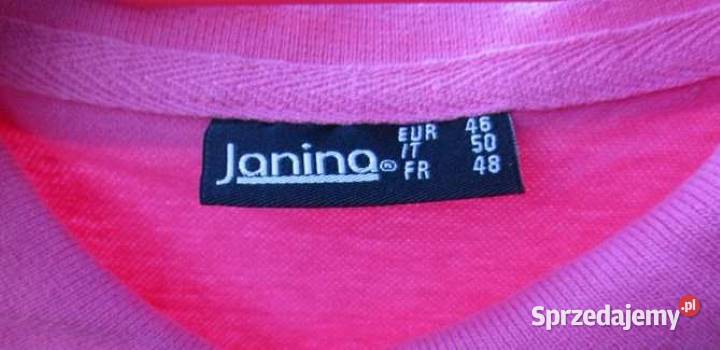 Janina®
EUR 46
IT 50
FR 48
Sprzedajemy.pl